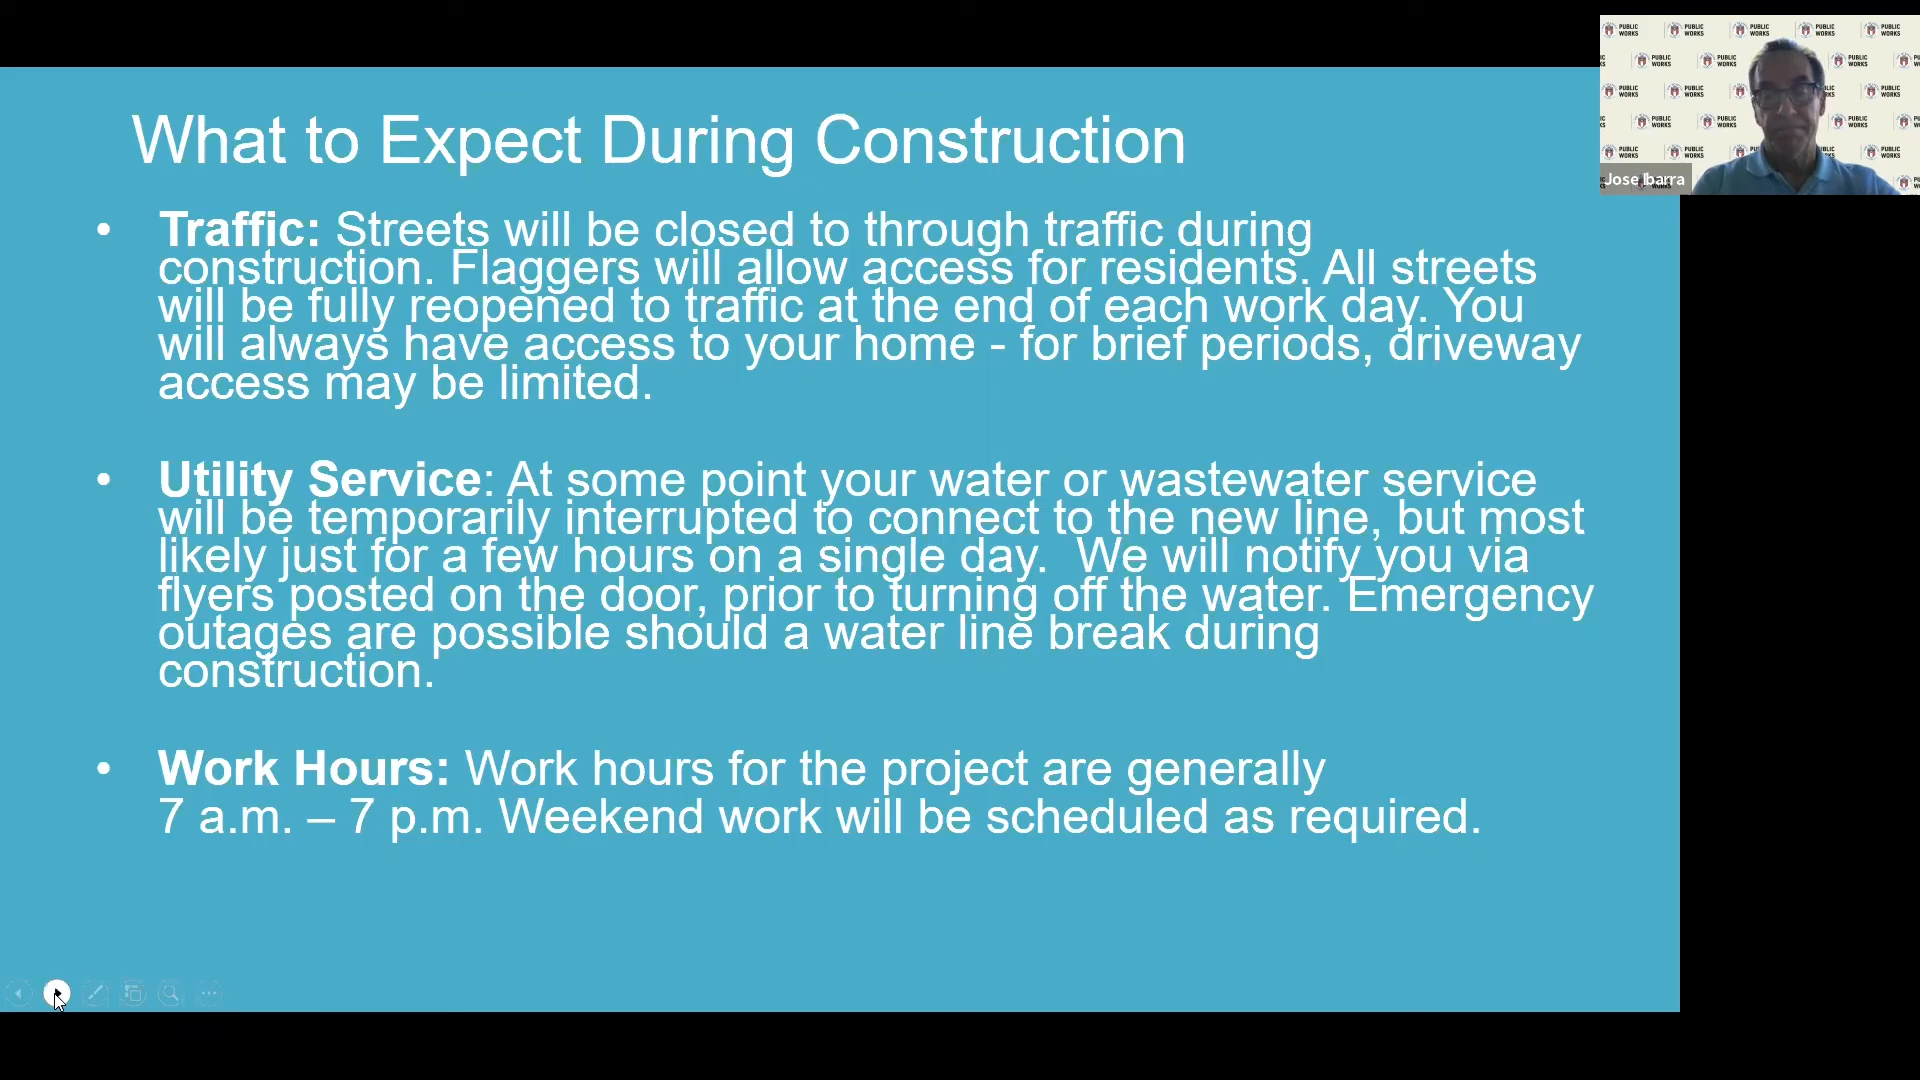 What to Expect During Construction
• Traffic: Streets will be closed to through traffic during
construction. Flaggers will allow access for residents. All streets
will be fully reopened to traffic at the end of each work day. You
will always have access to your home - for brief periods, driveway
access may be limited.
• Utility Service: At some point your water or wastewater service
will be temporarily interrupted to connect to the new line, but most
likely just for a few hours on a single day.  We will notify you via
flyers posted on the door, prior to turning off the water. Emergency
outages are possible should a water line break during
construction.
• Work Hours: Work hours for the project are generally
7 a.m. – 7 p.m. Weekend work will be scheduled as required.
PUBLIC WORKS
Jose Ibarra